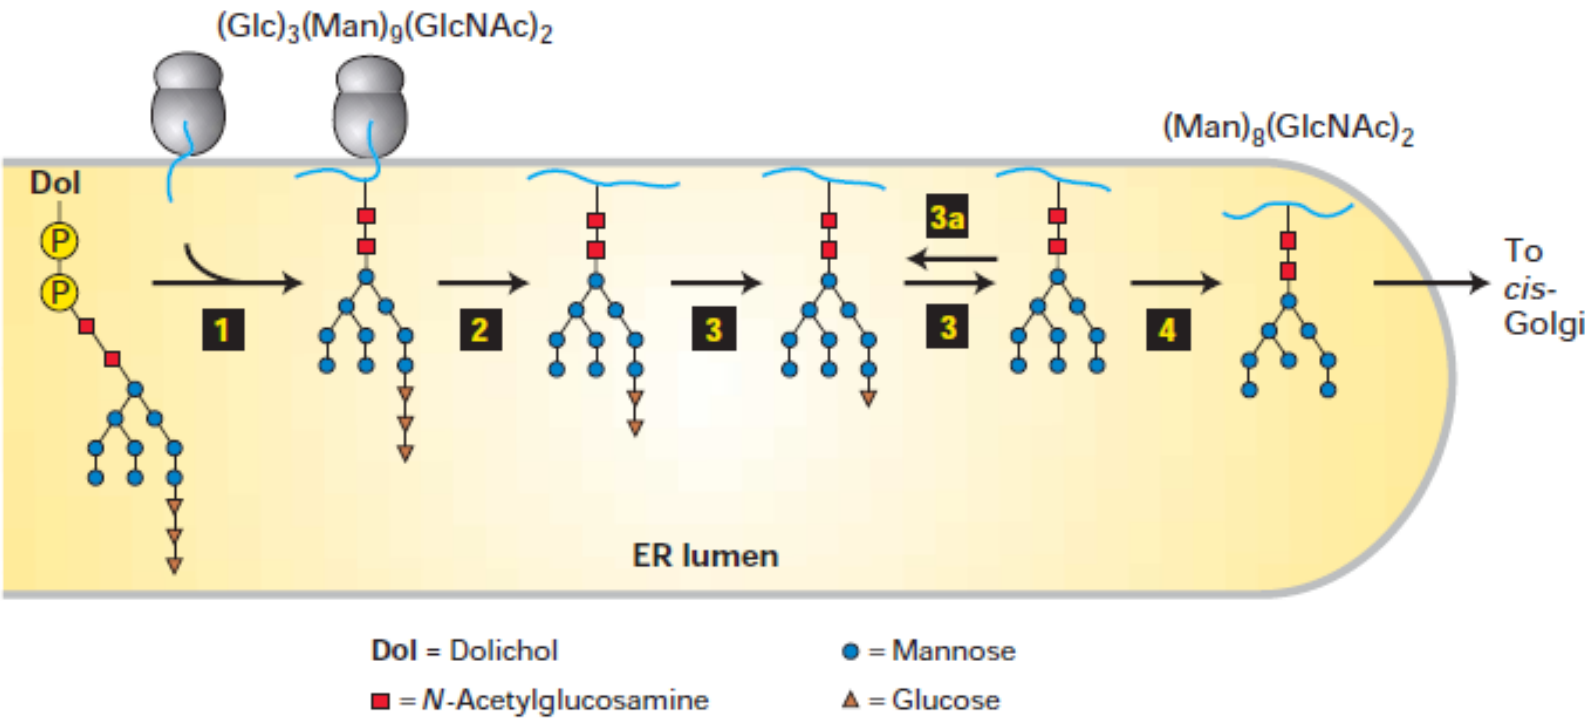 (Glc)₃(Man)₉(GlcNAc)₂
(Man)₈(GlcNAc)₂
Dol
P
P
3a
1
2
3
3
4
To
cis-
Golgi
ER lumen
Dol = Dolichol
= Mannose
= N-Acetylglucosamine
= Glucose